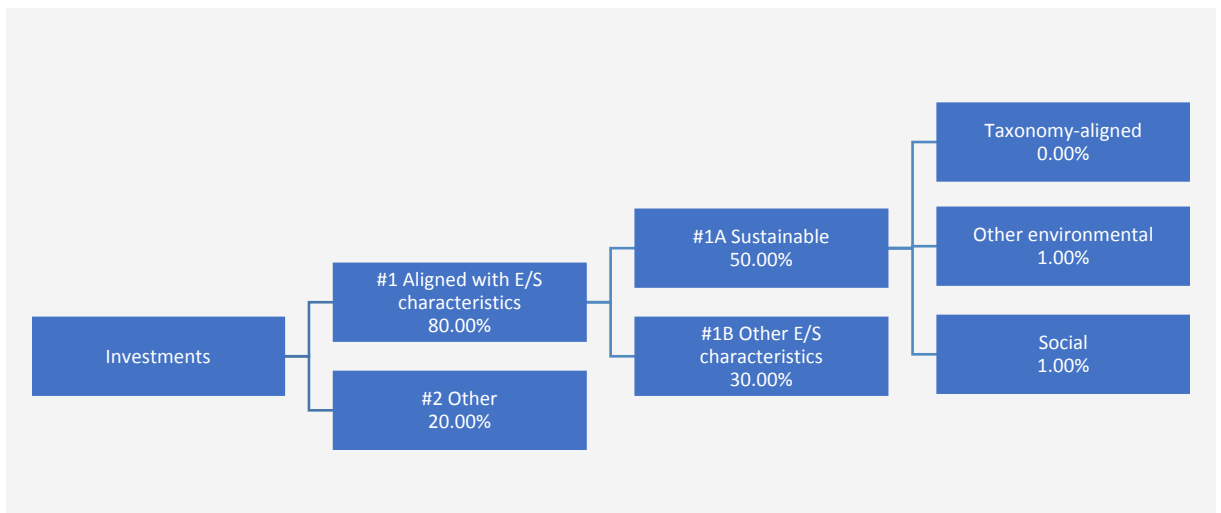 Investments
#1 Aligned with E/S
characteristics
80.00%
#2 Other
20.00%
#1A Sustainable
50.00%
#1B Other E/S
characteristics
30.00%
Taxonomy-aligned
0.00%
Other environmental
1.00%
Social
1.00%